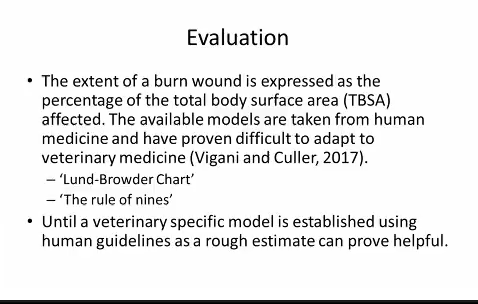 Evaluation
• The extent of a burn wound is expressed as the
percentage of the total body surface area (TBSA)
affected. The available models are taken from human
medicine and have proven difficult to adapt to
veterinary medicine (Vigani and Culler, 2017).
– ‘Lund-Browder Chart’
– ‘The rule of nines’
• Until a veterinary specific model is established using
human guidelines as a rough estimate can prove helpful.